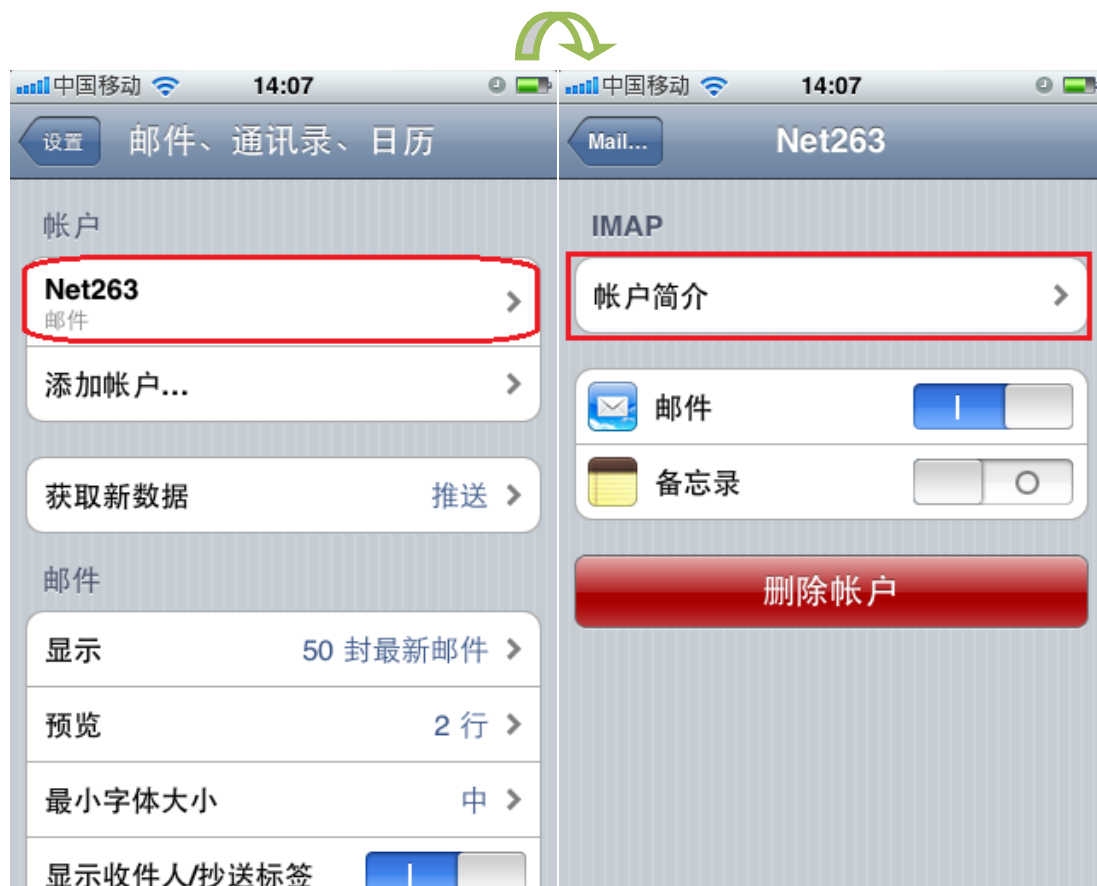 中国移动 14:07
设置 邮件、通讯录、日历
帐户
Net263
邮件
添加帐户...
获取新数据 推送
邮件
显示 50 封最新邮件
预览 2 行
最小字体大小 中
显示收件人/抄送标签
中国移动 14:07
Mail... Net263
IMAP
帐户简介
邮件
备忘录
删除帐户